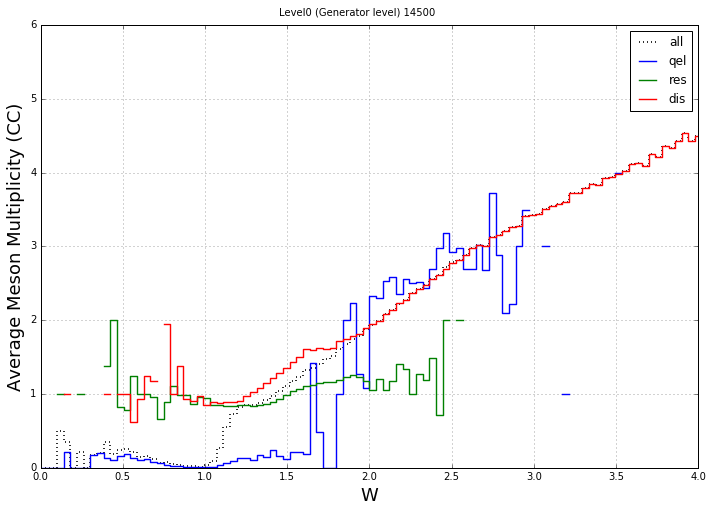 Level0 (Generator level) 14500
Average Meson Multiplicity (CC)
6
5
4
3
2
1
0
all
qel
res
dis
0.0 0.5 1.0 1.5 2.0 2.5 3.0 3.5 4.0
W